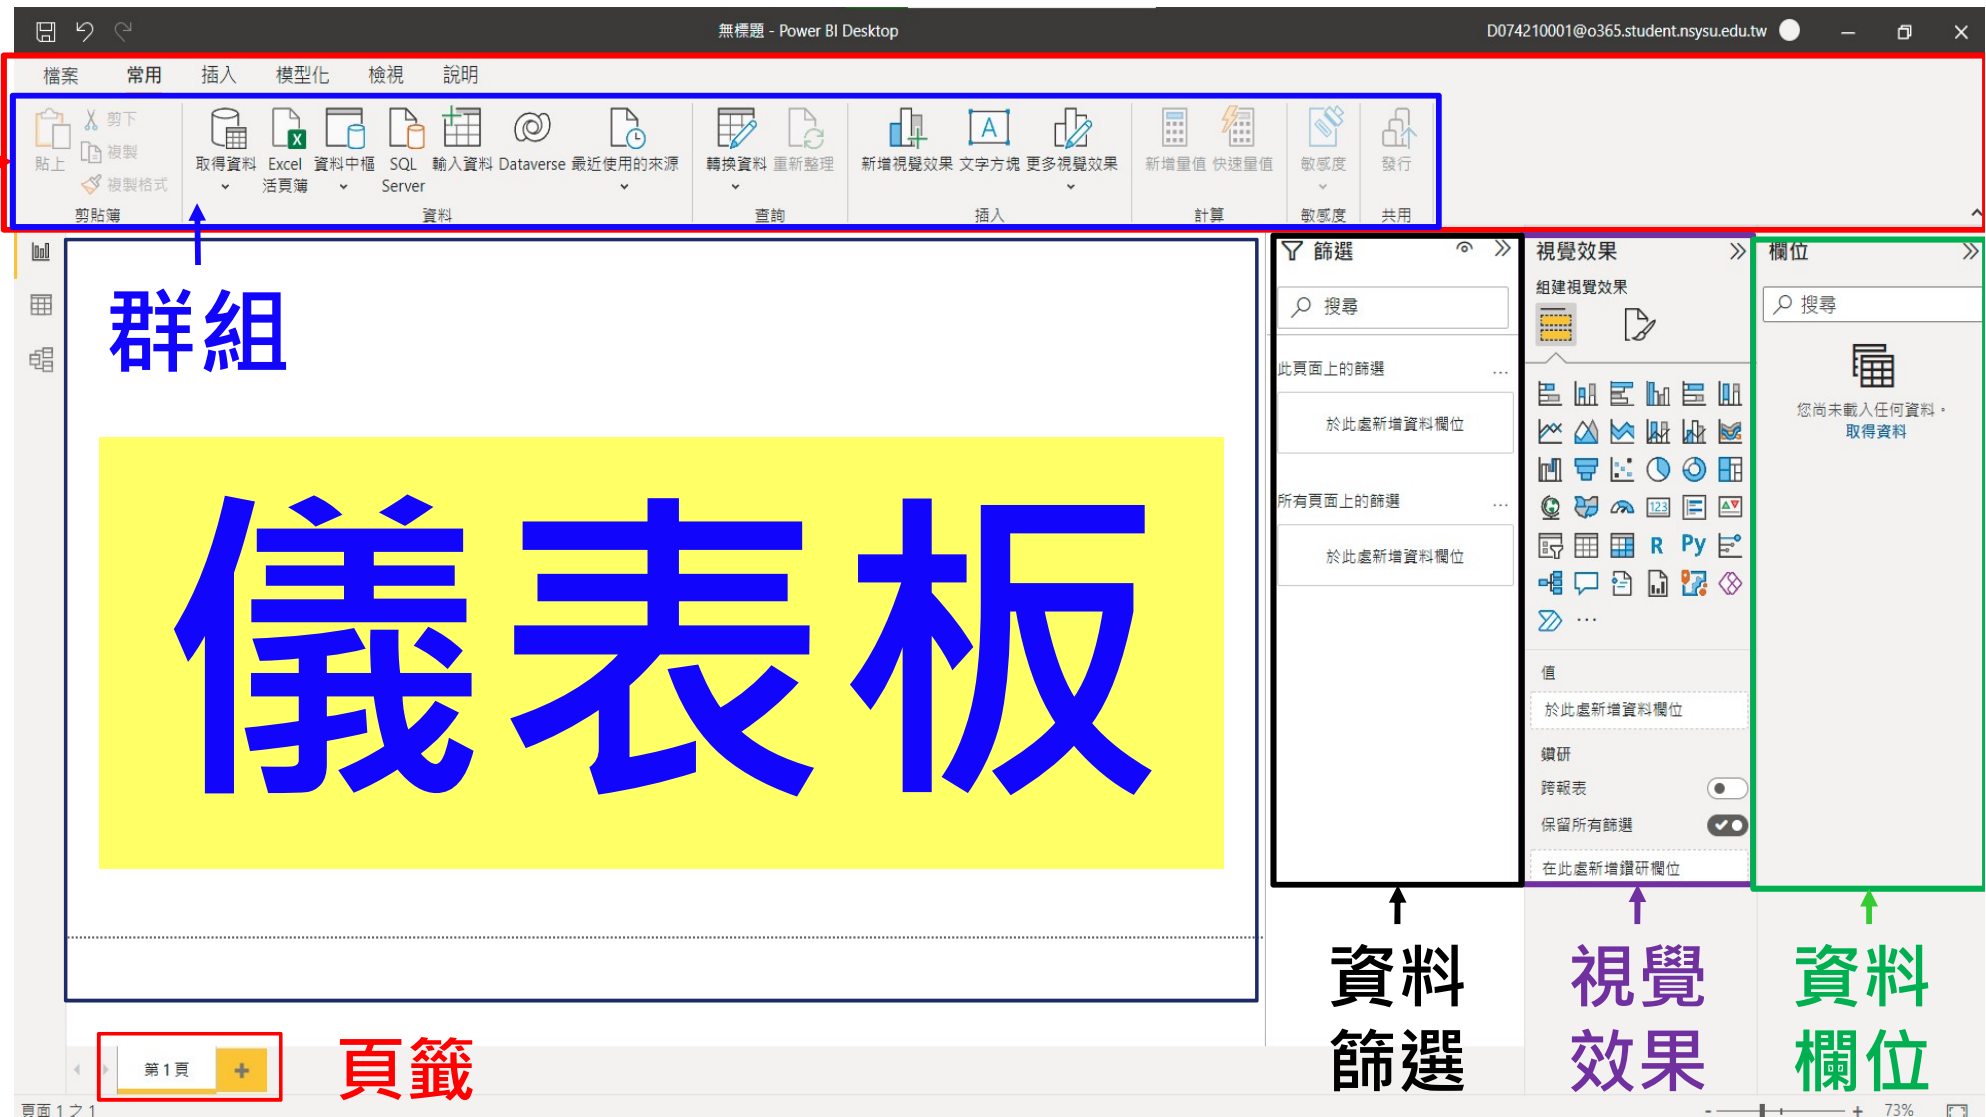 無標題 - Power BI Desktop
D074210001@o365.student.nsysu.edu.tw
檔案 常用 插入 模型化 檢視 說明
貼上
剪下
複製
複製格式
剪貼簿
取得資料
Excel
活頁簿
資料中樞
SQL
Server
輸入資料
Dataverse
最近使用的來源
資料
轉換資料
重新整理
查詢
新增視覺效果
文字方塊
更多視覺效果
插入
新增量值
快速量值
計算
敏感度
敏感度
發行
共用
群組
儀表板
篩選
搜尋
此頁面上的篩選 ...
於此處新增資料欄位
所有頁面上的篩選 ...
於此處新增資料欄位
視覺效果
組建視覺效果
123
R
Py
...
值
於此處新增資料欄位
鑽研
跨報表
保留所有篩選
在此處新增鑽研欄位
欄位
搜尋
您尚未載入任何資料。
取得資料
資料
篩選
視覺
效果
資料
欄位
第 1 頁
+
頁籤
頁面 1 之 1
- + 73%